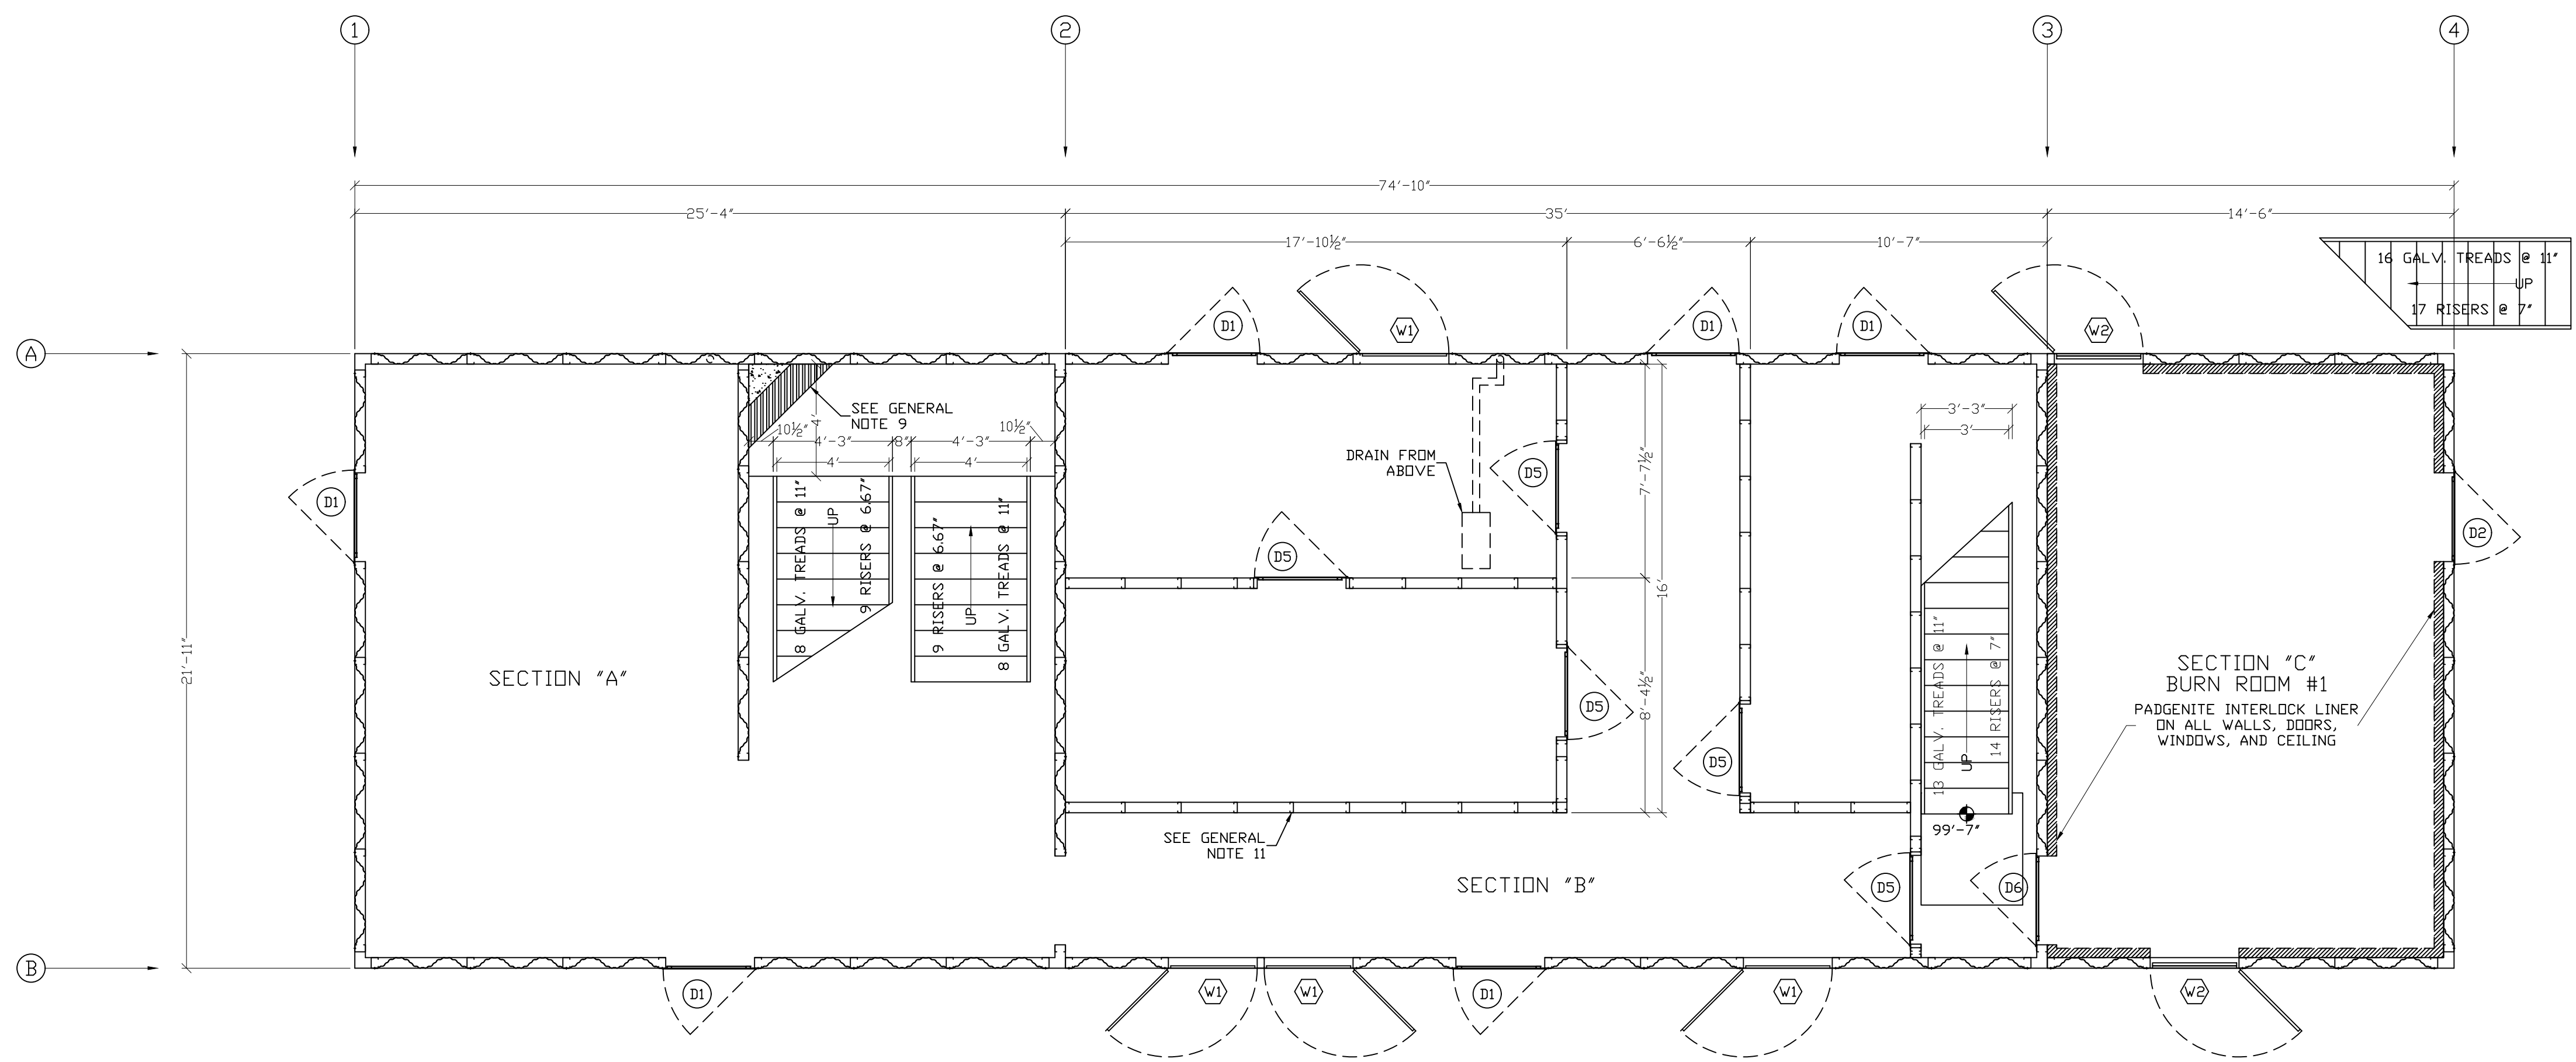 1
2
3
4
74'-10"
25'-4"
35'
14'-6"
17'-10½"
6'-6½"
10'-7"
16 GALV. TREADS @ 11"
UP
17 RISERS @ 7"
D1
W1
D1
D1
W2
A
SEE GENERAL
NOTE 9
4'
10½"
4'-3"
8"
4'-3"
10½"
4'
4'
3'-3"
3'
DRAIN FROM
ABOVE
D5
7'-7½"
D1
D2
8 GALV. TREADS @ 11"
UP
9 RISERS @ 6.67"
9 RISERS @ 6.67"
UP
8 GALV. TREADS @ 11"
D5
16'
21'-11"
SECTION "A"
D5
8'-4½"
D5
13 GALV. TREADS @ 11"
UP
14 RISERS @ 7"
SECTION "C"
BURN ROOM #1
PADGENITE INTERLOCK LINER
ON ALL WALLS, DOORS,
WINDOWS, AND CEILING
99'-7"
SEE GENERAL
NOTE 11
SECTION "B"
D5
D6
B
D1
W1
W1
D1
W1
W2